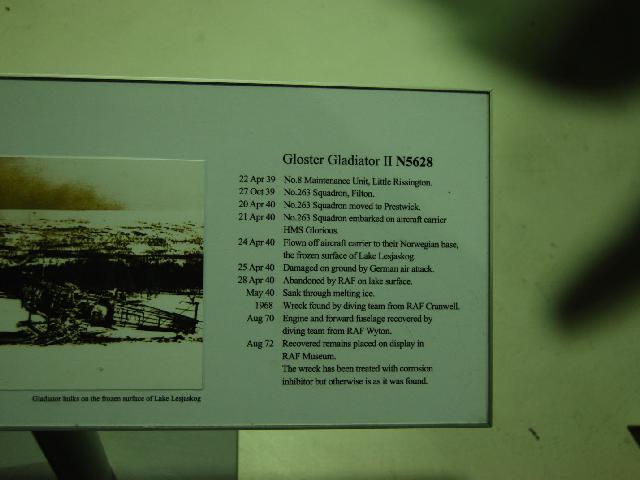 Gloster Gladiator II N5628
22 Apr 39 No.8 Maintenance Unit, Little Rissington.
27 Oct 39 No.263 Squadron, Filton.
20 Apr 40 No.263 Squadron moved to Prestwick.
21 Apr 40 No.263 Squadron embarked on aircraft carrier
HMS Glorious.
24 Apr 40 Flown off aircraft carrier to their Norwegian base,
the frozen surface of Lake Lesjaskog.
25 Apr 40 Damaged on ground by German air attack.
28 Apr 40 Abandoned by RAF on lake surface.
May 40 Sank through melting ice.
1968 Wreck found by diving team from RAF Cranwell.
Aug 70 Engine and forward fuselage recovered by
diving team from RAF Wyton.
Aug 72 Recovered remains placed on display in
RAF Museum.
The wreck has been treated with corrosion
inhibitor but otherwise is as it was found.
Gladiator hulks on the frozen surface of Lake Lesjaskog